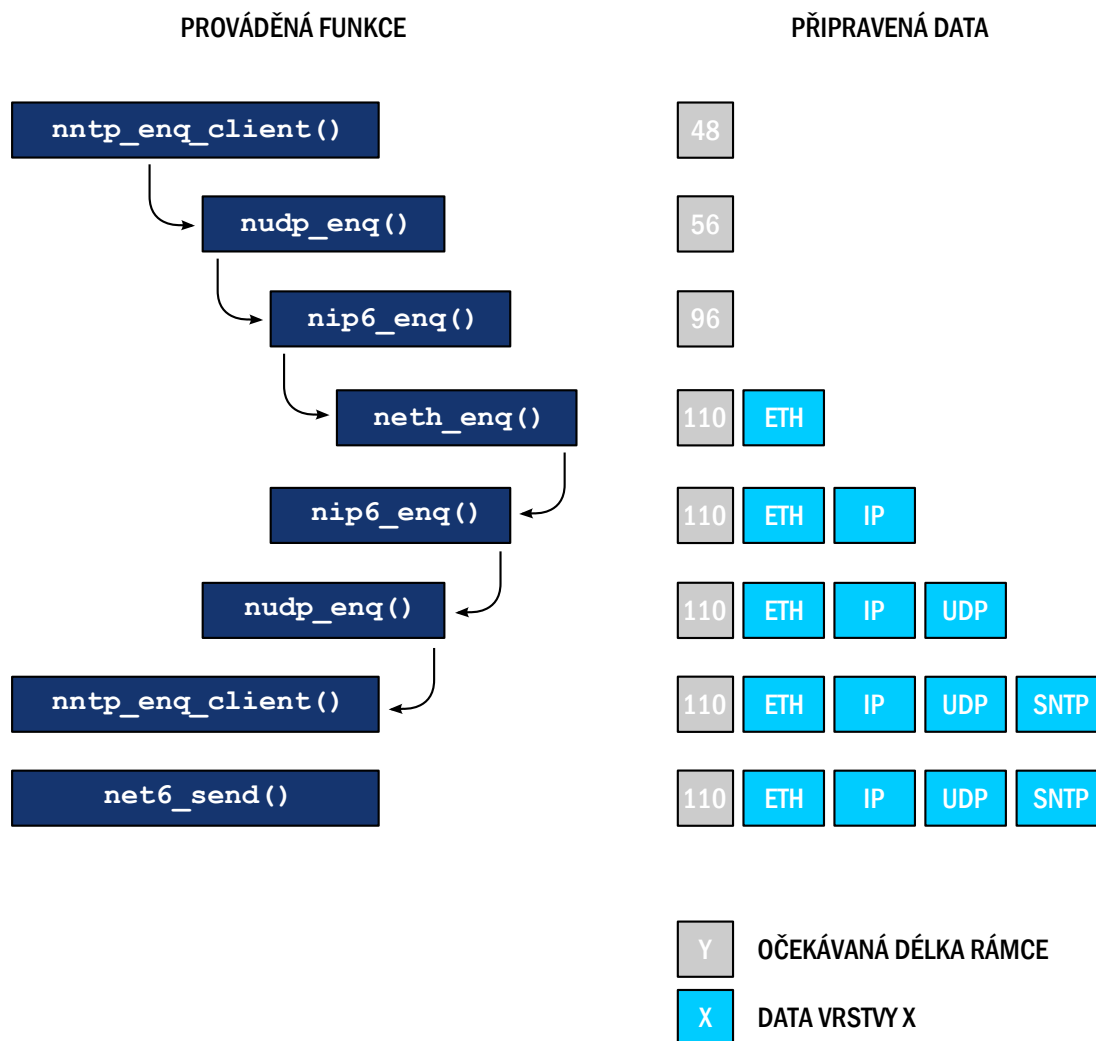 PROVÁDĚNÁ FUNKCE PŘIPRAVENÁ DATA
nntp_enq_client() 48
nudp_enq() 56
nip6_enq() 96
neth_enq() 110 ETH
nip6_enq() 110 ETH IP
nudp_enq() 110 ETH IP UDP
nntp_enq_client() 110 ETH IP UDP SNTP
net6_send() 110 ETH IP UDP SNTP
Y OČEKÁVANÁ DÉLKA RÁMCE
X DATA VRSTVY X